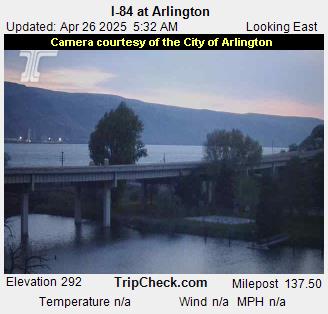 I-84 at Arlington
Updated: Apr 26 2025 5:32 AM Looking East
Camera courtesy of the City of Arlington
Elevation 292 TripCheck.com Milepost 137.50
Temperature n/a Wind n/a MPH n/a